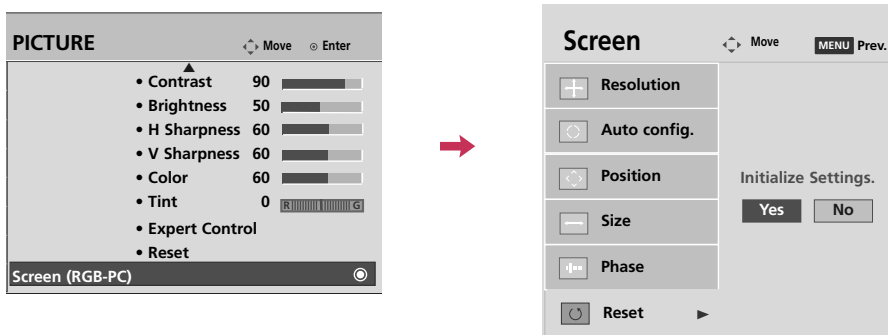 PICTURE
Move Enter
• Contrast 90
• Brightness 50
• H Sharpness 60
• V Sharpness 60
• Color 60
• Tint 0 R G
• Expert Control
• Reset
Screen (RGB-PC)
Screen
Move MENU Prev.
Resolution
Auto config.
Position
Size
Phase
Reset
Initialize Settings.
Yes No